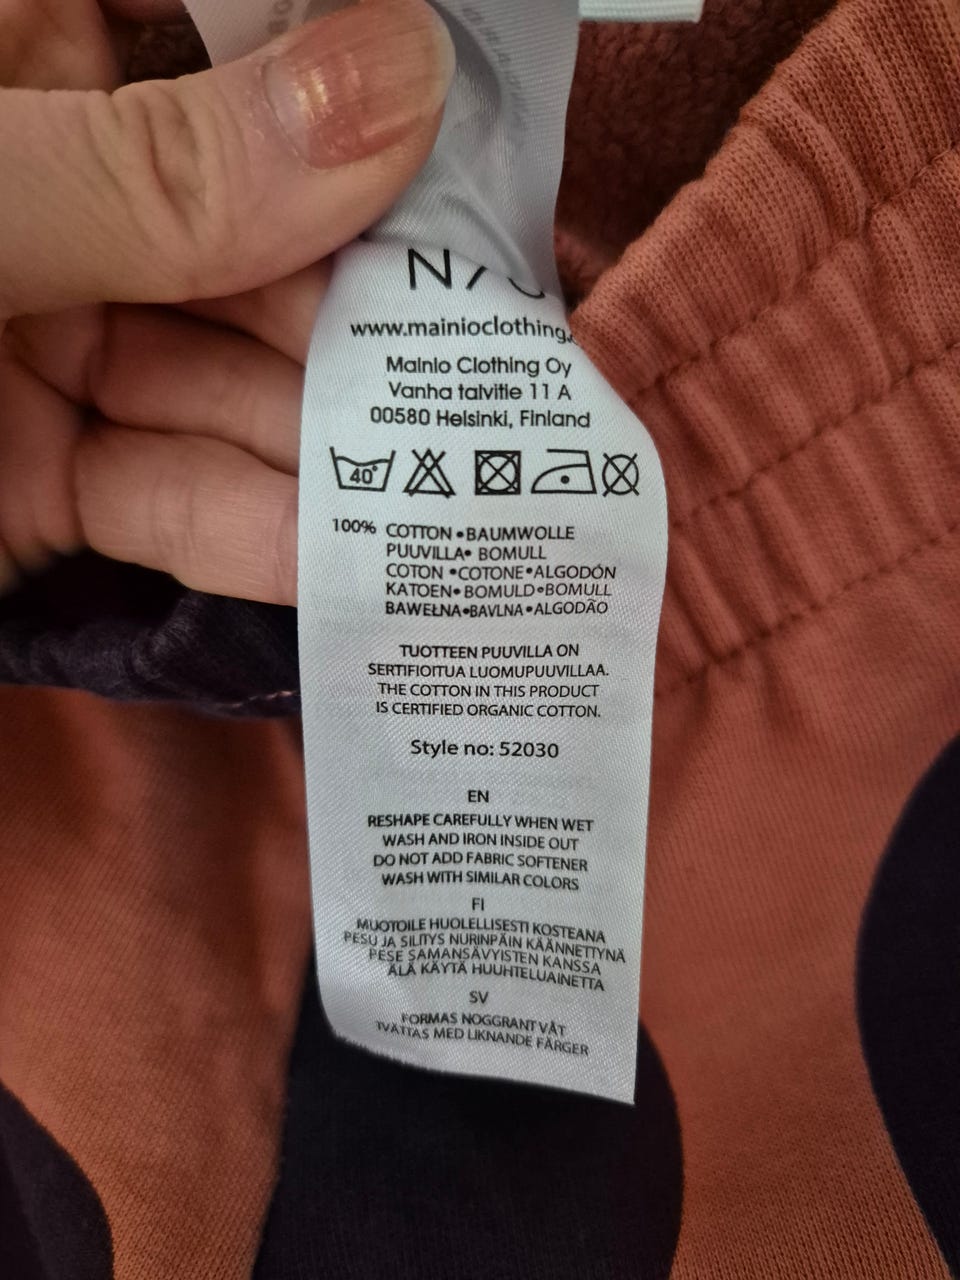 www.mainioclothing.
Mainio Clothing Oy
Vanha talvitie 11 A
00580 Helsinki, Finland
40°
100% COTTON •BAUMWOLLE
PUUVILLA• BOMULL
COTON •COTONE•ALGODÓN
KATOEN• BOMULD•BOMULL
BAWEŁNA•BAVLNA•ALGODÃO
TUOTTEEN PUUVILLA ON
SERTIFIOITUA LUOMUPUUVILLAA.
THE COTTON IN THIS PRODUCT
IS CERTIFIED ORGANIC COTTON.
Style no: 52030
EN
RESHAPE CAREFULLY WHEN WET
WASH AND IRON INSIDE OUT
DO NOT ADD FABRIC SOFTENER
WASH WITH SIMILAR COLORS
FI
MUOTOILE HUOLELLISESTI KOSTEANA
PESU JA SILITYS NURINPÄIN KÄÄNNETTYNÄ
PESE SAMANSÄVYISTEN KANSSA
ÄLÄ KÄYTÄ HUUHTELUAINETTA
SV
FORMAS NOGGRANT VÅT
TVÄTTAS MED LIKNANDE FÄRGER